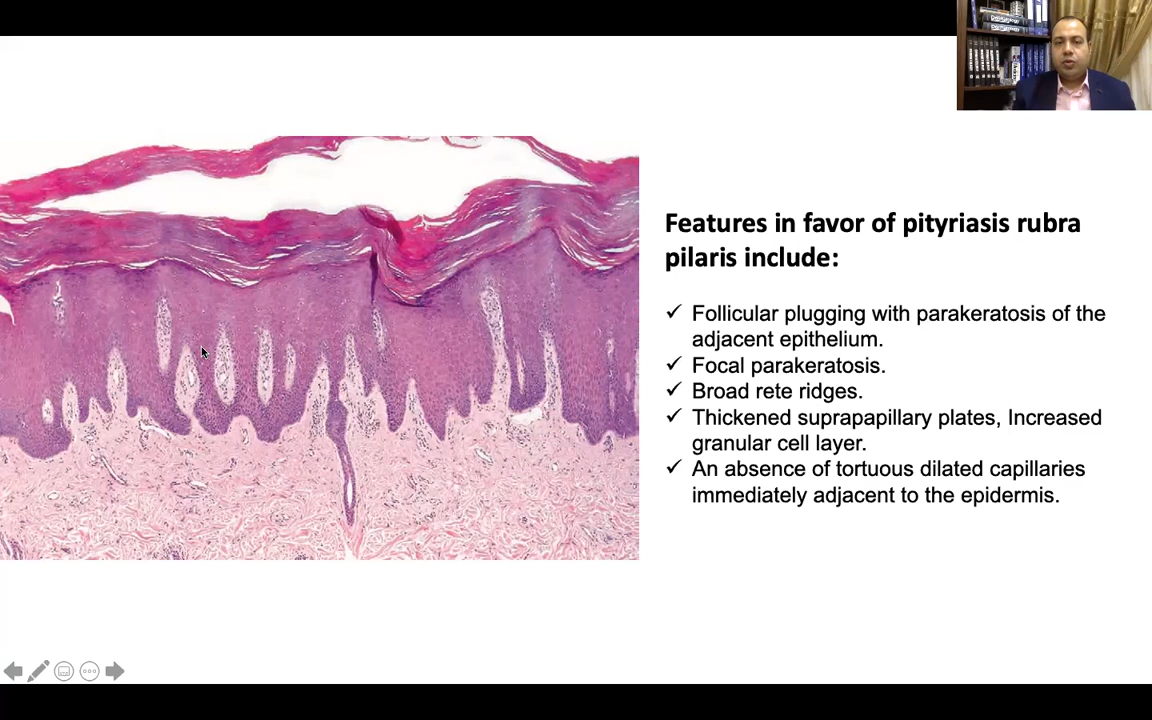 Features in favor of pityriasis rubra
pilaris include:
✓ Follicular plugging with parakeratosis of the
adjacent epithelium.
✓ Focal parakeratosis.
✓ Broad rete ridges.
✓ Thickened suprapapillary plates, Increased
granular cell layer.
✓ An absence of tortuous dilated capillaries
immediately adjacent to the epidermis.